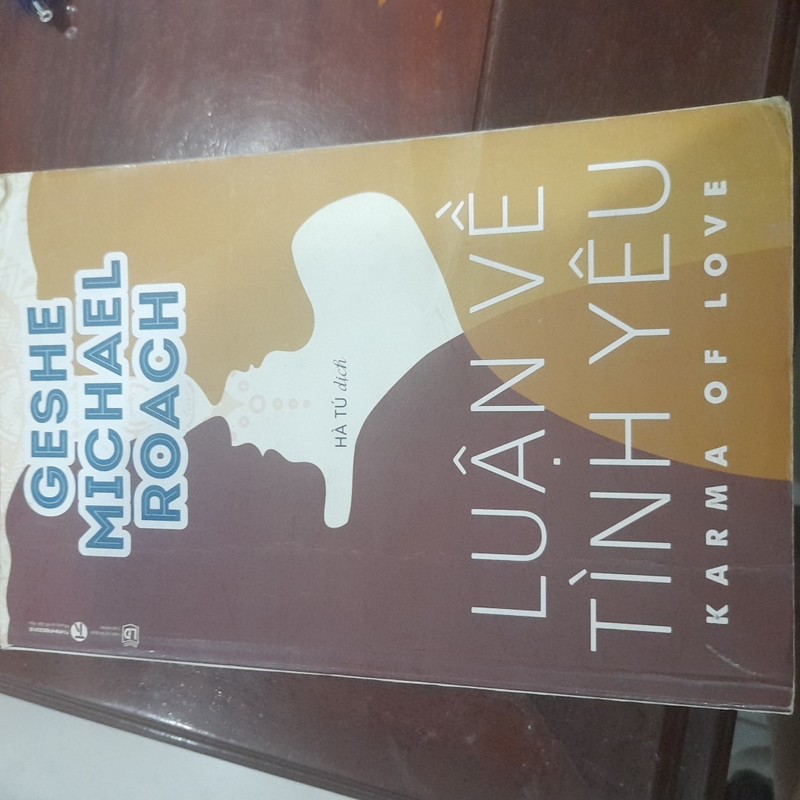 GESHE
MICHAEL
ROACH
HÀ TÚ dịch
LUẬN VỀ
TÌNH YÊU
KARMA OF LOVE